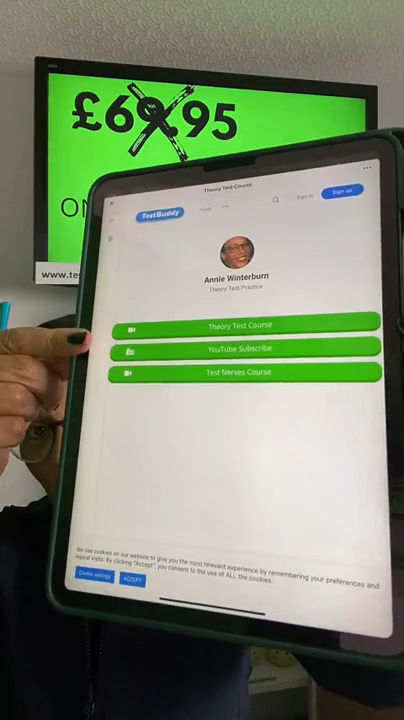 £69.95
ON
www.tes
Theory Test Course
TestBuddy
Home
Sign in
Sign up
Annie Winterburn
Theory Test Practice
Theory Test Course
YouTube Subscribe
Test Nerves Course
We use cookies on our website to give you the most relevant experience by remembering your preferences and
repeat visits. By clicking "Accept", you consent to the use of ALL the cookies.
Cookie settings
ACCEPT